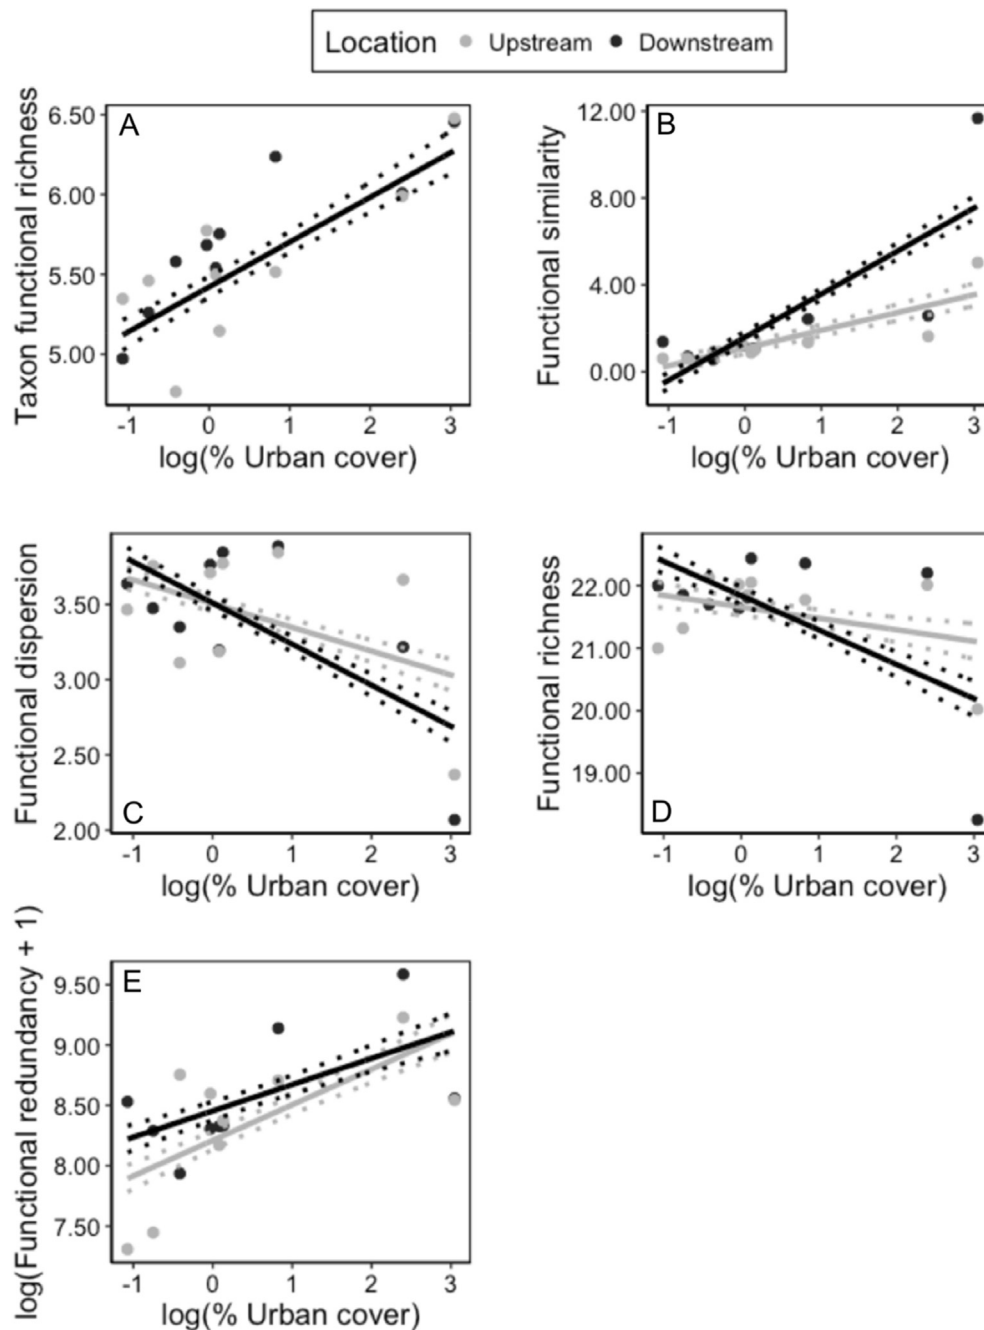 Location Upstream Downstream
Taxon functional richness
6.50
6.00
5.50
5.00
A
-1 0 1 2 3
log(% Urban cover)
Functional similarity
12.00
8.00
4.00
0.00
B
-1 0 1 2 3
log(% Urban cover)
Functional dispersion
3.50
3.00
2.50
2.00
C
-1 0 1 2 3
log(% Urban cover)
Functional richness
22.00
21.00
20.00
19.00
D
-1 0 1 2 3
log(% Urban cover)
log(Functional redundancy + 1)
9.50
9.00
8.50
8.00
7.50
E
-1 0 1 2 3
log(% Urban cover)